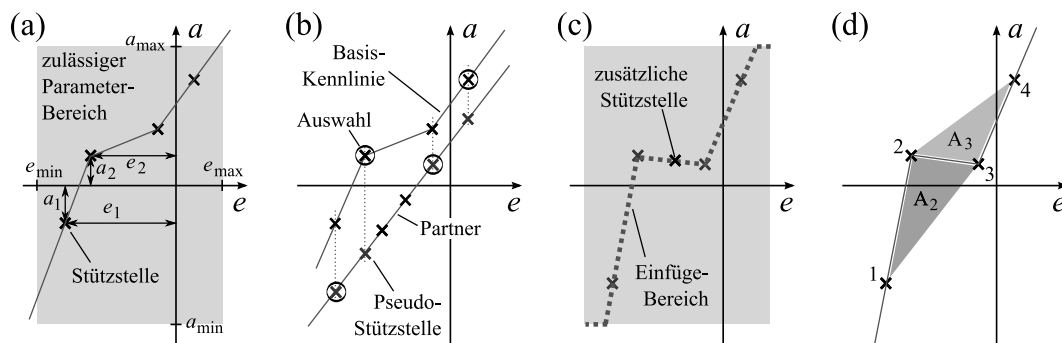 (a)
a
a_max
zulässiger
Parameter-
Bereich
e_min
a_2
e_2
e_max
a_1
e_1
e
Stützstelle
a_min
(b)
a
Basis-
Kennlinie
Auswahl
e
Partner
Pseudo-
Stützstelle
(c)
a
zusätzliche
Stützstelle
e
Einfüge-
Bereich
(d)
a
4
2
A_3
3
e
A_2
1